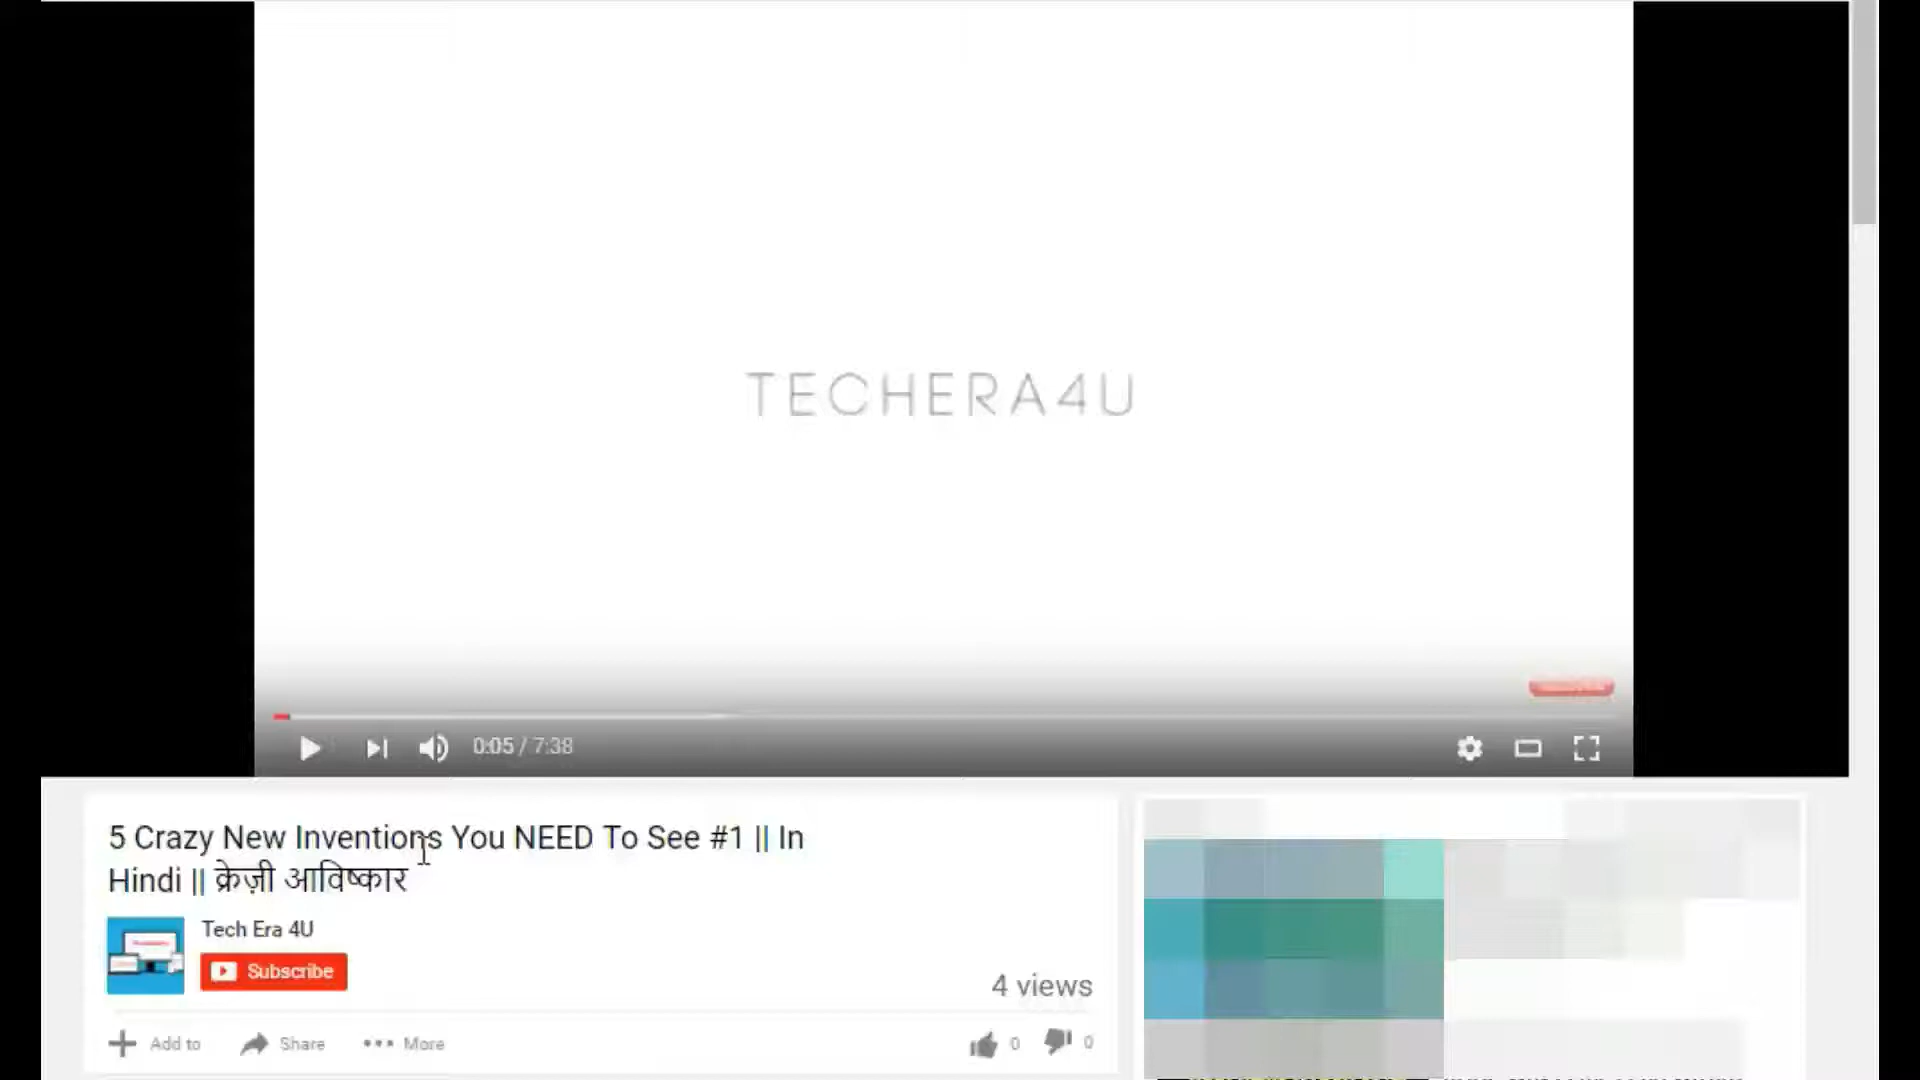 TECHERA4U
0:05 / 7:38
5 Crazy New Inventions You NEED To See #1 || In
Hindi || क्रेज़ी आविष्कार
Tech Era 4U
Subscribe
4 views
Add to
Share
More
0
0